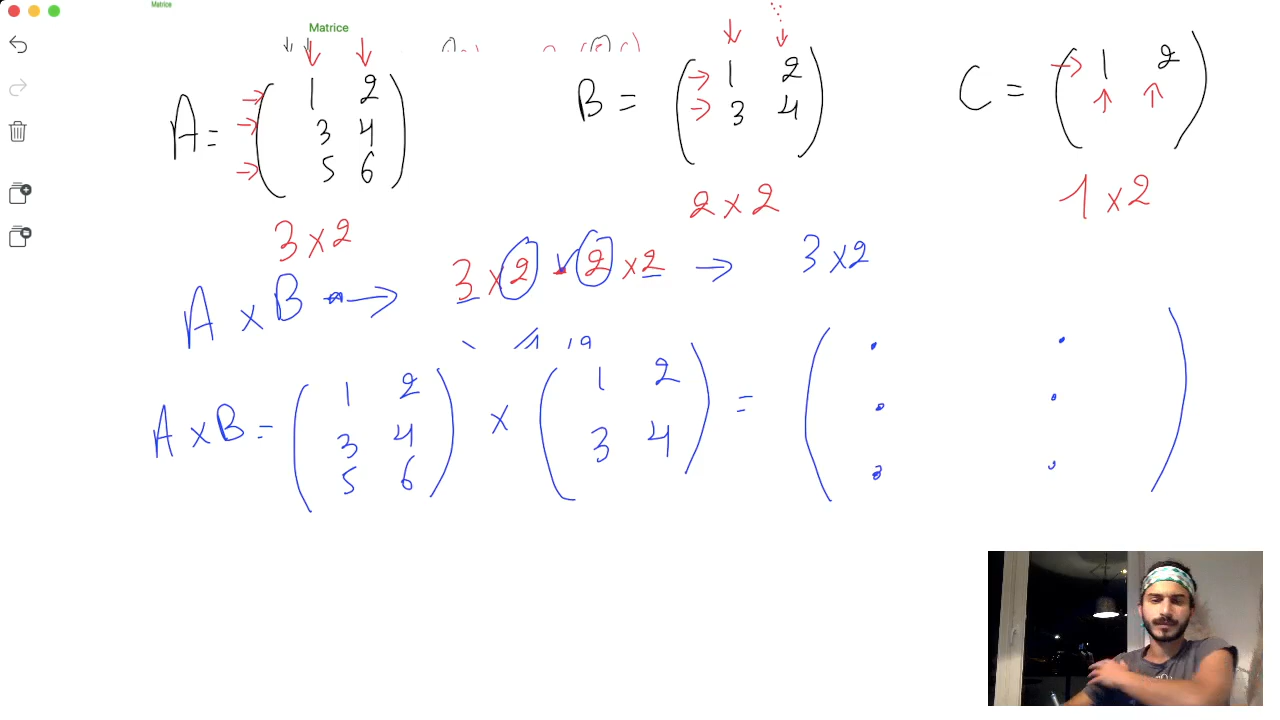 Matrice
Matrice
A = ( 1 2
3 4
5 6 )
3 x 2
B = ( 1 2
3 4 )
2 x 2
C = ( 1 2 )
1 x 2
A x B → 3 x 2 · 2 x 2 → 3 x 2
A x B = ( 1 2
3 4
5 6 ) x ( 1 2
3 4 ) = ( . .
. .
. . )